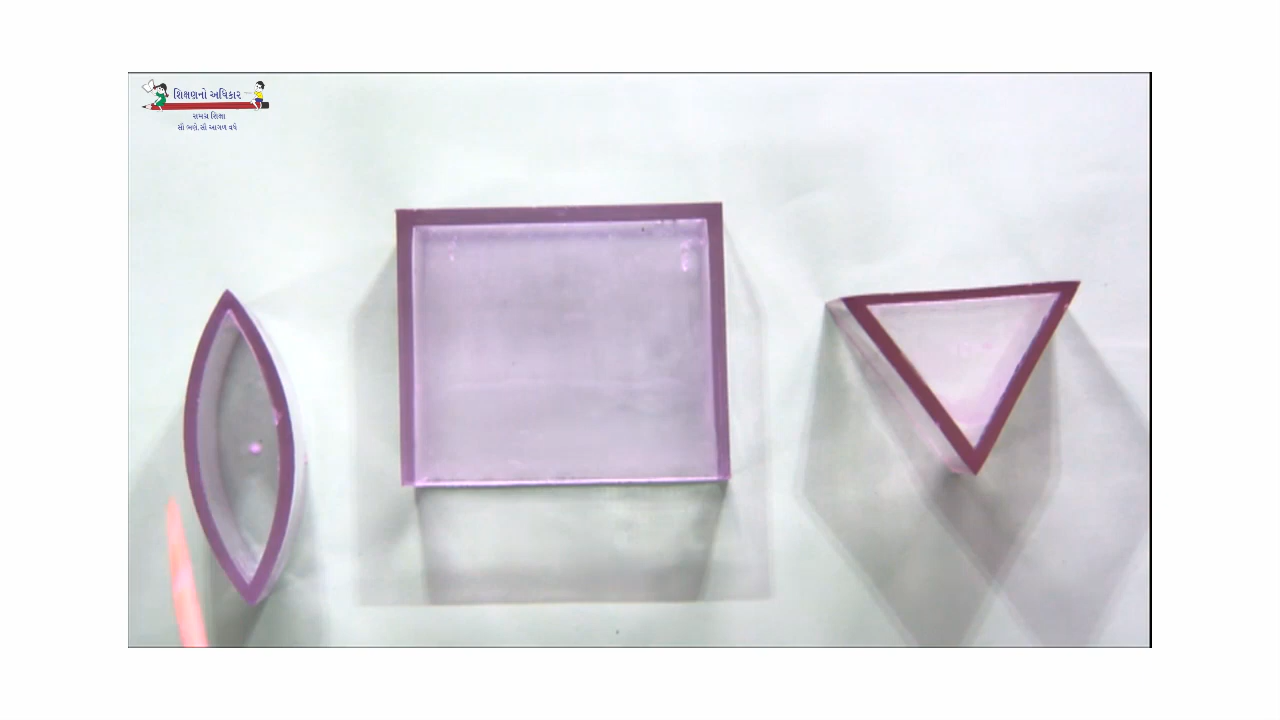 શિક્ષણનો અધિકાર
સમગ્ર શિક્ષા
સૌ ભણે.સૌ આગળ વધે